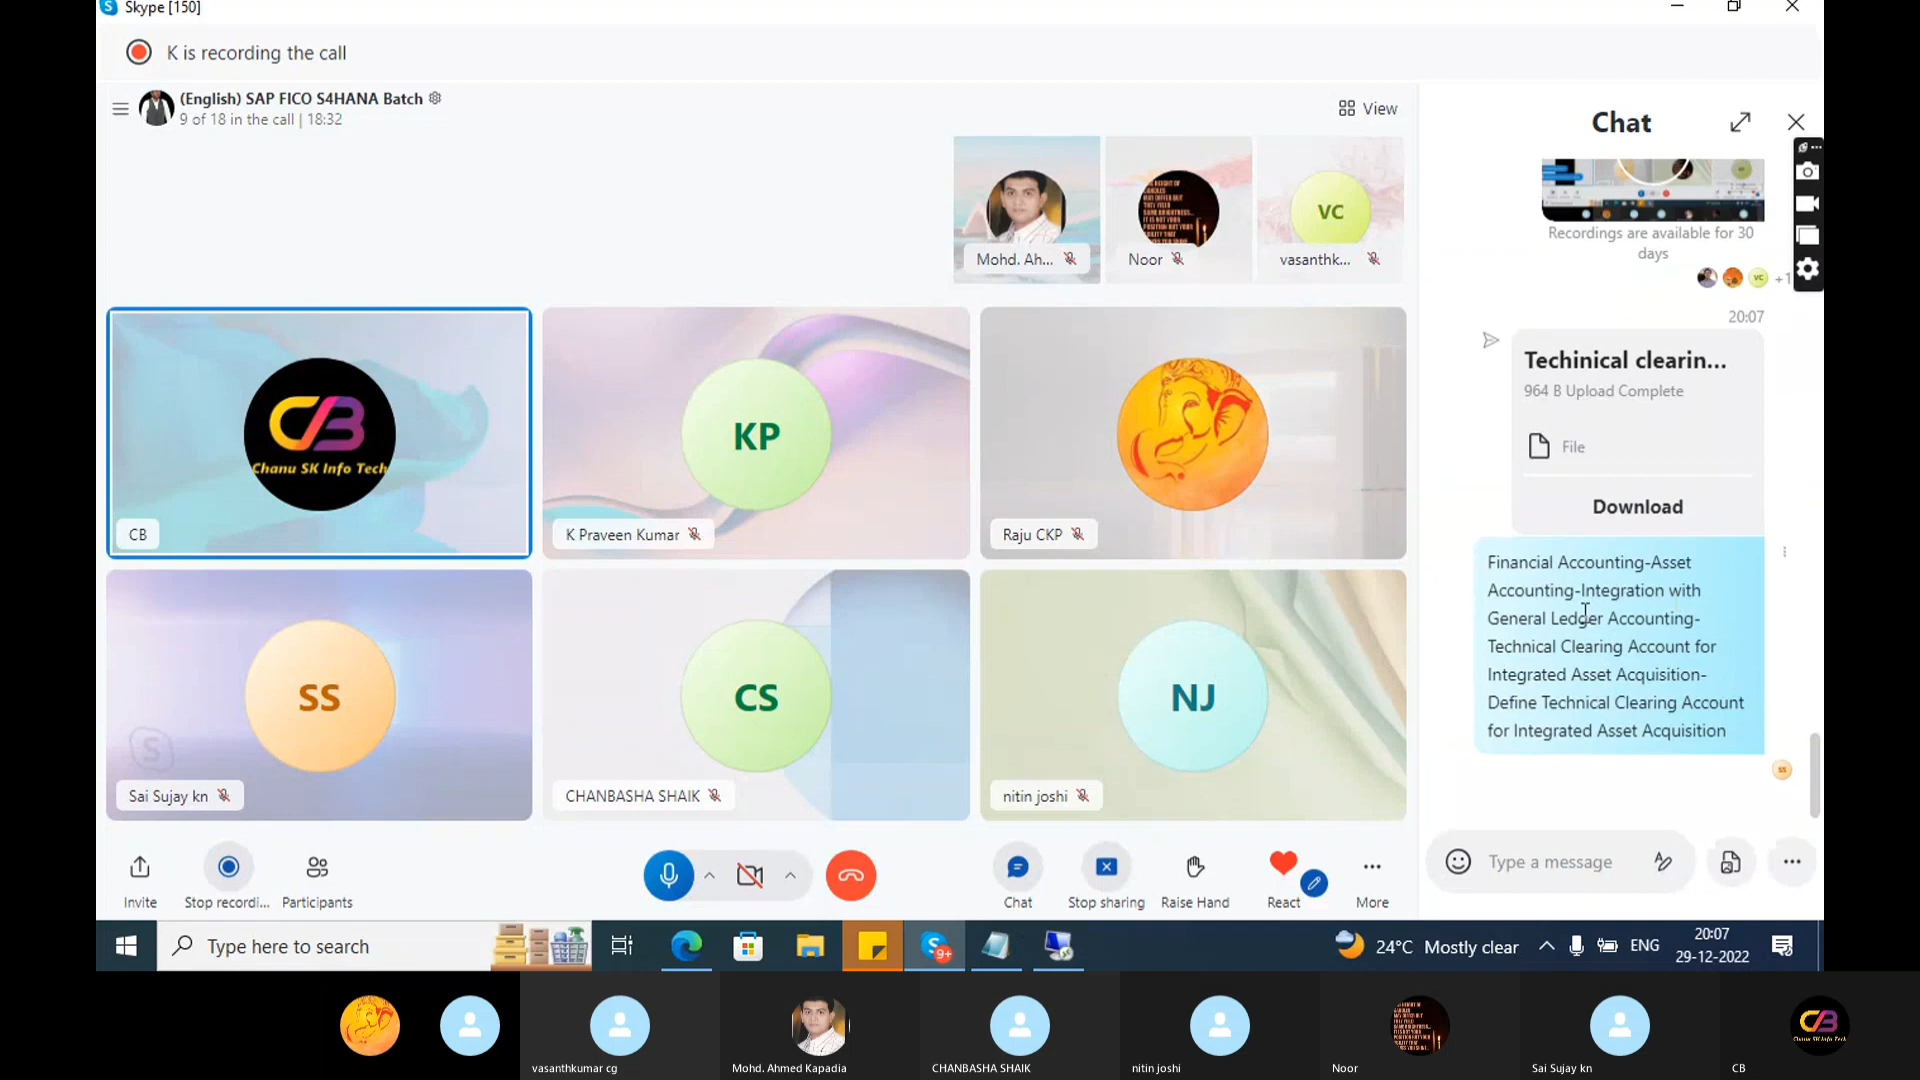 Skype [150]
K is recording the call
(English) SAP FICO S4HANA Batch
9 of 18 in the call | 18:32
View
Chat
Recordings are available for 30
days
+1
20:07
Mohd. Ah...
Noor
VC
vasanthk...
Techinical clearin...
964 B Upload Complete
File
Download
Chanu SK Info Tech
CB
KP
K Praveen Kumar
Raju CKP
Financial Accounting-Asset
Accounting-Integration with
General Ledger Accounting-
Technical Clearing Account for
Integrated Asset Acquisition-
Define Technical Clearing Account
for Integrated Asset Acquisition
SS
Sai Sujay kn
CS
CHANBASHA SHAIK
NJ
nitin joshi
SS
Type a message
Invite
Stop recordi...
Participants
Chat
Stop sharing
Raise Hand
React
More
Type here to search
9+
24°C Mostly clear
ENG
20:07
29-12-2022
vasanthkumar cg
Mohd. Ahmed Kapadia
CHANBASHA SHAIK
nitin joshi
Noor
Sai Sujay kn
CB